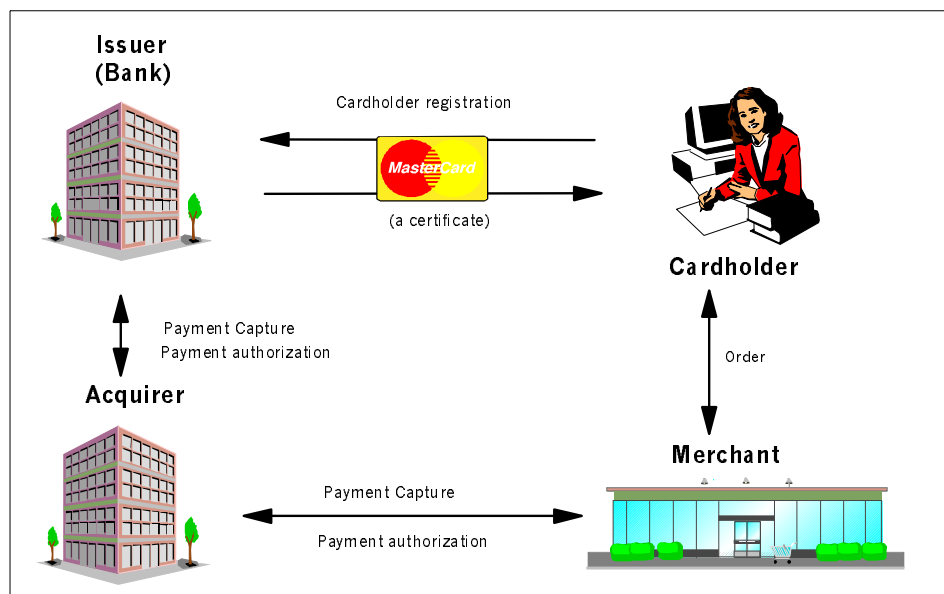 Issuer
(Bank)
Cardholder registration
MasterCard
(a certificate)
Cardholder
Payment Capture
Payment authorization
Order
Acquirer
Merchant
Payment Capture
Payment authorization